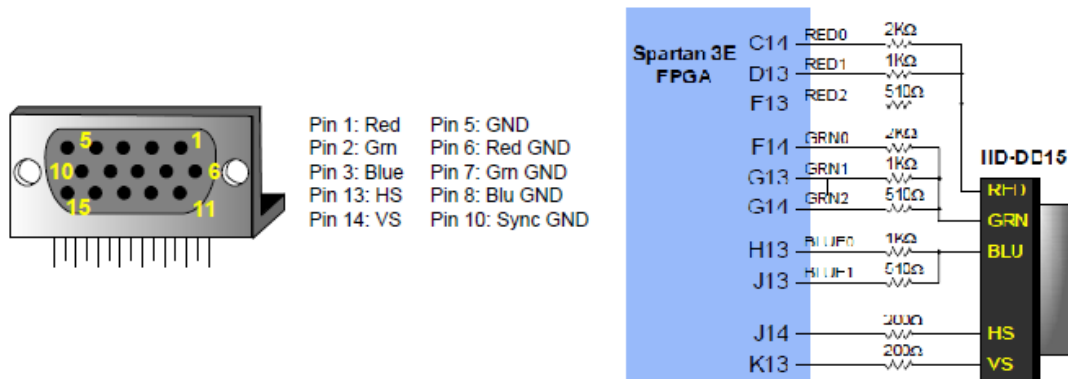 5 1
10 6
15 11
Pin 1: Red Pin 5: GND
Pin 2: Grn Pin 6: Red GND
Pin 3: Blue Pin 7: Grn GND
Pin 13: HS Pin 8: Blu GND
Pin 14: VS Pin 10: Sync GND
Spartan 3E
FPGA
C14 RED0 2KΩ
D13 RED1 1KΩ
F13 RED2 510Ω
F14 GRN0 2KΩ
G13 GRN1 1KΩ
G14 GRN2 510Ω
H13 BLUE0 1KΩ
J13 BLUE1 510Ω
J14 200Ω
K13 200Ω
HD-DB15
RED
GRN
BLU
HS
VS